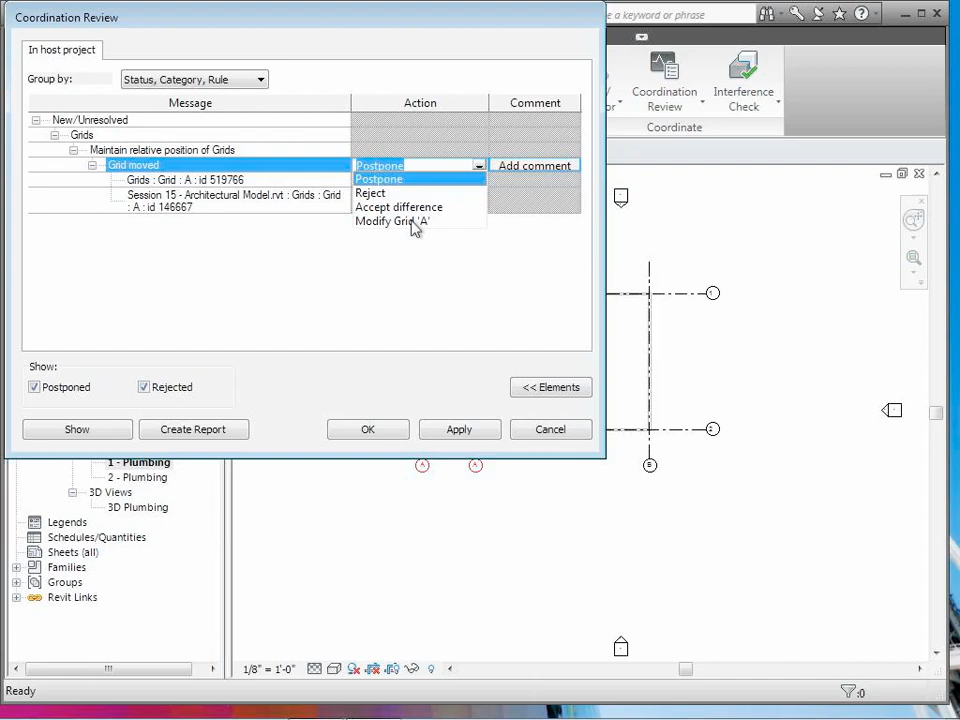 Coordination Review
e a keyword or phrase
In host project
Group by:
Status, Category, Rule
Message
Action
Comment
New/Unresolved
Grids
Maintain relative position of Grids
Grid moved
Postpone
Add comment
Grids : Grid : A : id 519766
Postpone
Session 15 - Architectural Model.rvt : Grids : Grid
: A : id 146667
Reject
Accept difference
Modify Grid 'A'
Coordination
Review
Interference
Check
Coordinate
Show:
Postponed
Rejected
<< Elements
Show
Create Report
OK
Apply
Cancel
1
2
A
A
B
1 - Plumbing
2 - Plumbing
3D Views
3D Plumbing
Legends
Schedules/Quantities
Sheets (all)
Families
Groups
Revit Links
1/8" = 1'-0"
Ready
:0